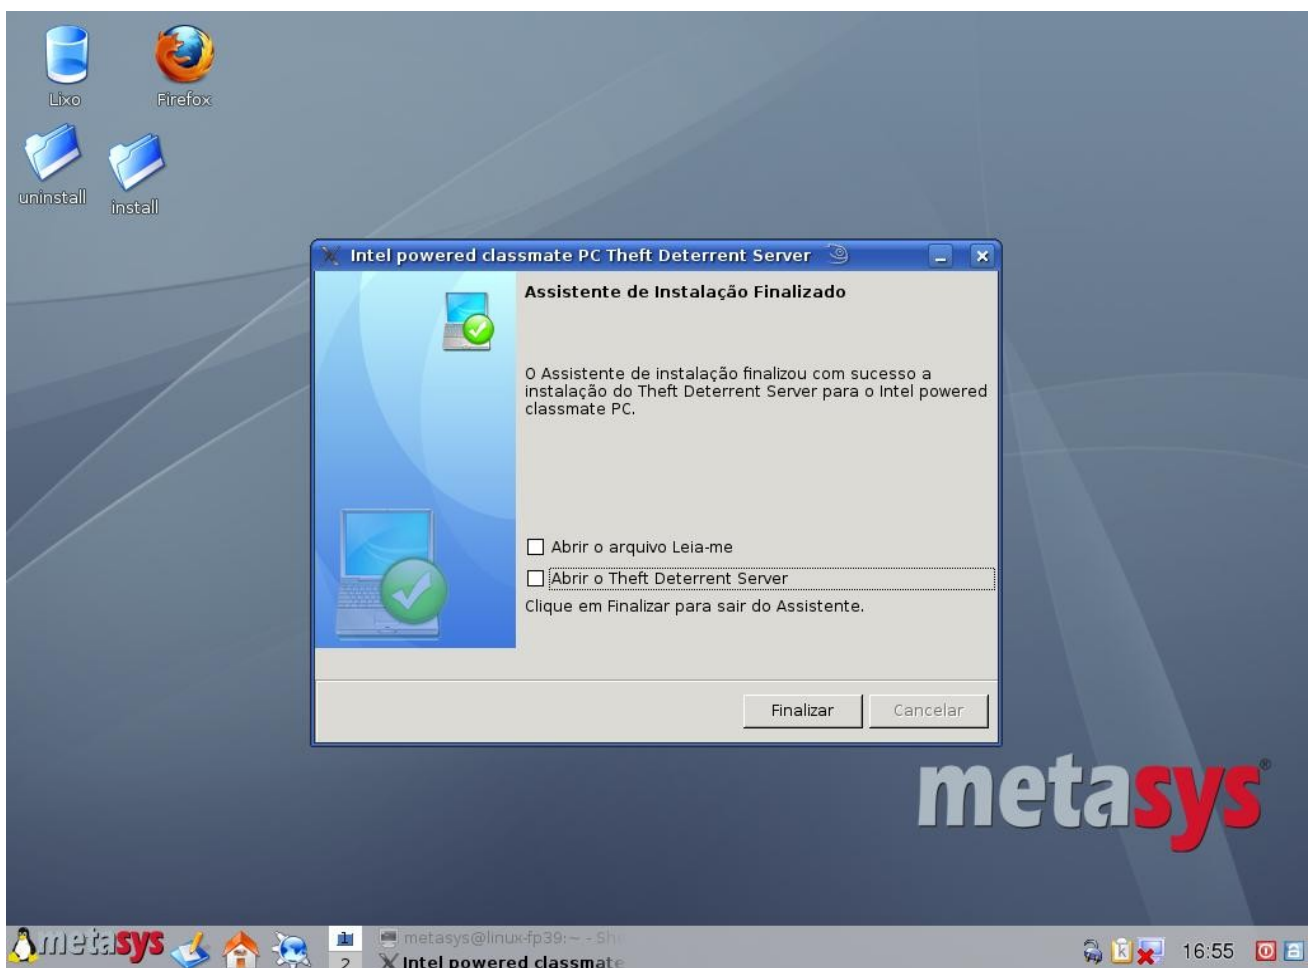 Lixo
Firefox
uninstall
install
Intel powered classmate PC Theft Deterrent Server
Assistente de Instalação Finalizado
O Assistente de instalação finalizou com sucesso a
instalação do Theft Deterrent Server para o Intel powered
classmate PC.
Abrir o arquivo Leia-me
Abrir o Theft Deterrent Server
Clique em Finalizar para sair do Assistente.
Finalizar
Cancelar
metasys®
metasys
2
metasys@linux-fp39:~ - She
Intel powered classmate
16:55